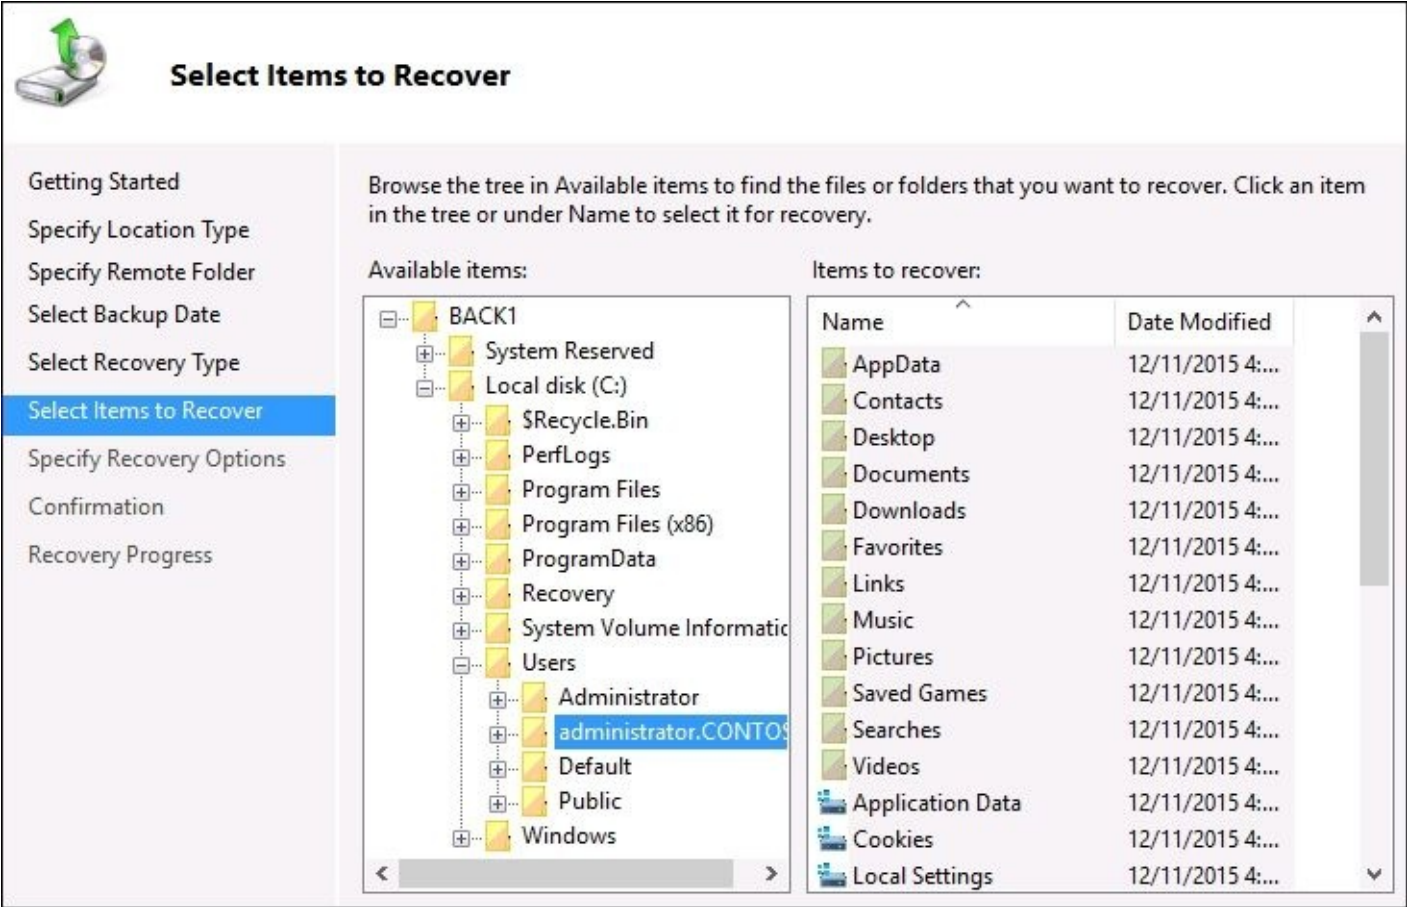 Select Items to Recover
Getting Started
Specify Location Type
Specify Remote Folder
Select Backup Date
Select Recovery Type
Select Items to Recover
Specify Recovery Options
Confirmation
Recovery Progress
Browse the tree in Available items to find the files or folders that you want to recover. Click an item
in the tree or under Name to select it for recovery.
Available items:
BACK1
System Reserved
Local disk (C:)
$Recycle.Bin
PerfLogs
Program Files
Program Files (x86)
ProgramData
Recovery
System Volume Informatic
Users
Administrator
administrator.CONTOS
Default
Public
Windows
Items to recover:
Name Date Modified
AppData 12/11/2015 4:...
Contacts 12/11/2015 4:...
Desktop 12/11/2015 4:...
Documents 12/11/2015 4:...
Downloads 12/11/2015 4:...
Favorites 12/11/2015 4:...
Links 12/11/2015 4:...
Music 12/11/2015 4:...
Pictures 12/11/2015 4:...
Saved Games 12/11/2015 4:...
Searches 12/11/2015 4:...
Videos 12/11/2015 4:...
Application Data 12/11/2015 4:...
Cookies 12/11/2015 4:...
Local Settings 12/11/2015 4:...